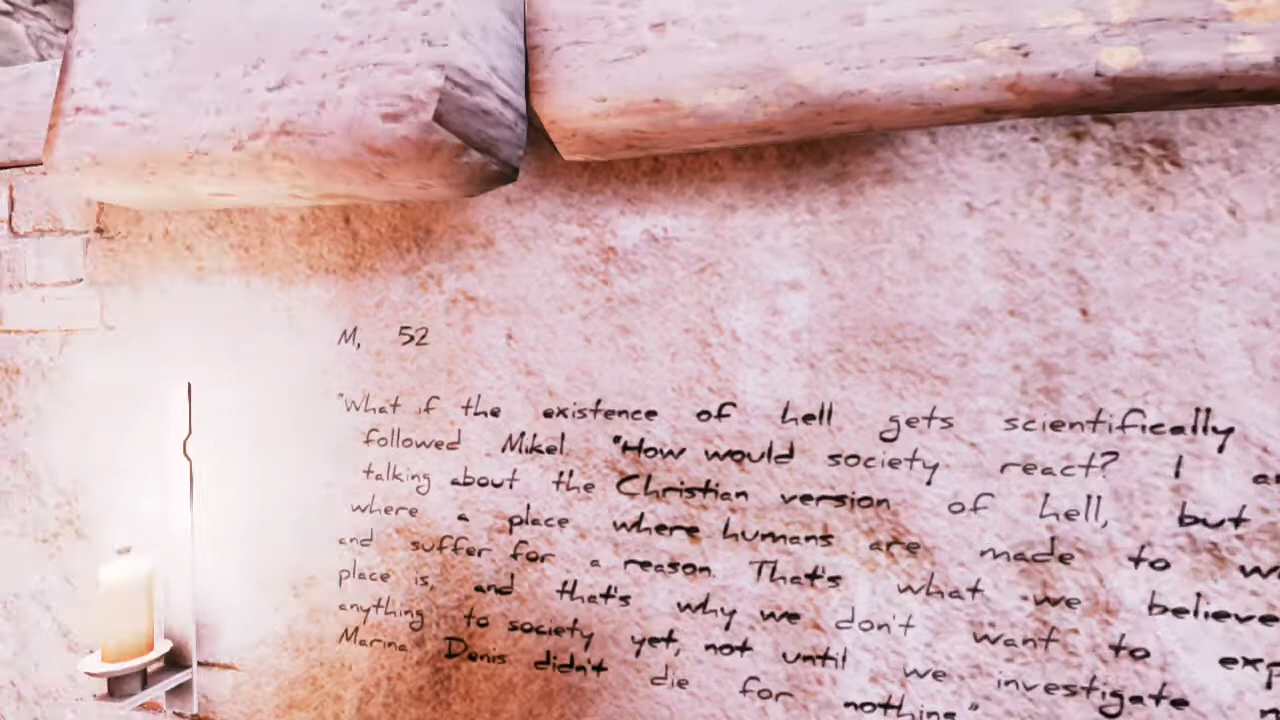 M, 52
"What if the existence of hell gets scientifically
followed Mikel. "How would society react? I
talking about the Christian version of hell, but
where a place where humans are made to
and suffer for a reason. That's what we believe
place is, and that's why we don't want to
anything to society yet, not until we investigate
Marina Denis didn't die for nothing"